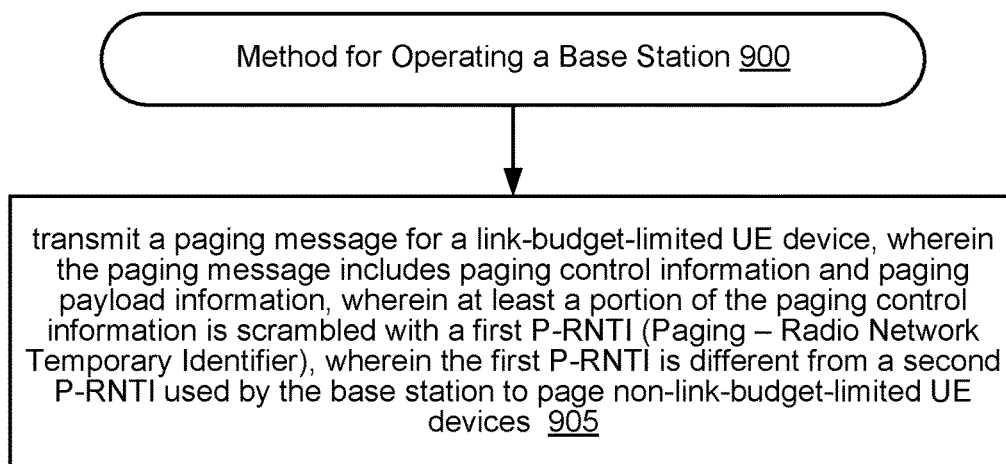 Method for Operating a Base Station 900
transmit a paging message for a link-budget-limited UE device, wherein
the paging message includes paging control information and paging
payload information, wherein at least a portion of the paging control
information is scrambled with a first P-RNTI (Paging – Radio Network
Temporary Identifier), wherein the first P-RNTI is different from a second
P-RNTI used by the base station to page non-link-budget-limited UE
devices 905